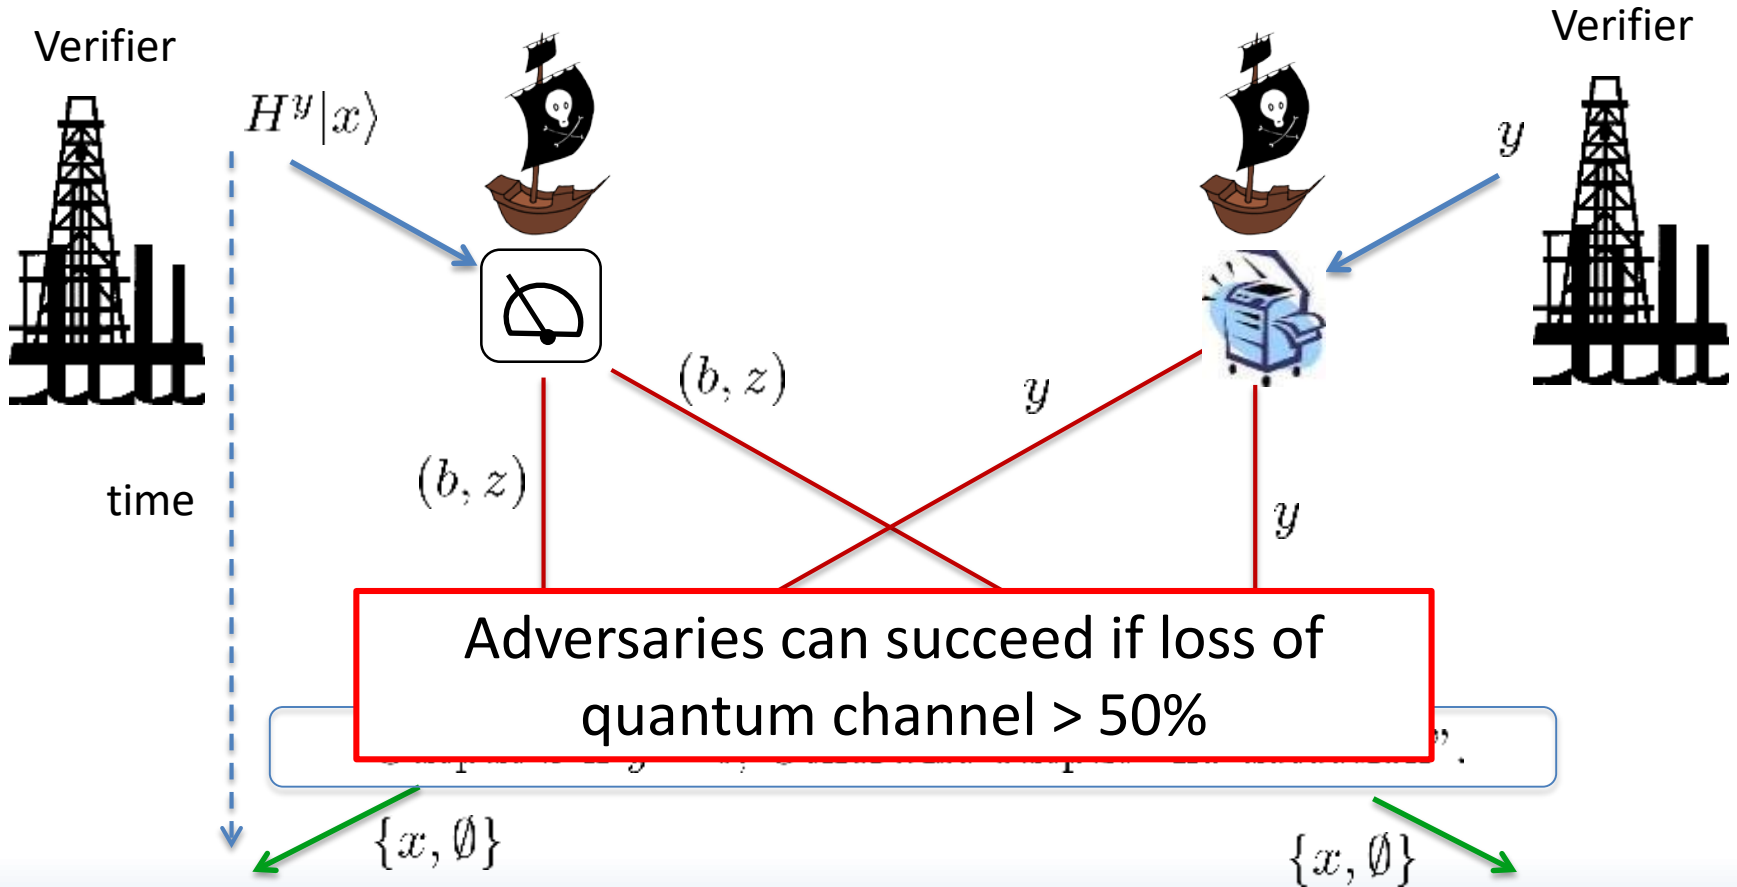 Verifier
Verifier
H^y|x⟩
y
(b, z)
y
(b, z)
y
time
Adversaries can succeed if loss of
quantum channel > 50%
{x, ∅}
{x, ∅}